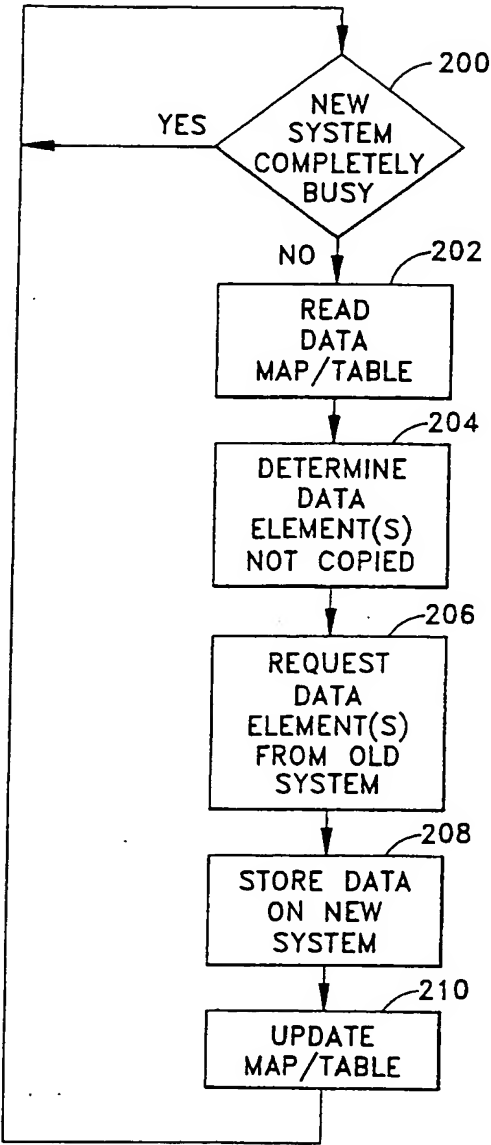 200
NEW
SYSTEM
COMPLETELY
BUSY
YES
NO
202
READ
DATA
MAP/TABLE
204
DETERMINE
DATA
ELEMENT(S)
NOT COPIED
206
REQUEST
DATA
ELEMENT(S)
FROM OLD
SYSTEM
208
STORE DATA
ON NEW
SYSTEM
210
UPDATE
MAP/TABLE